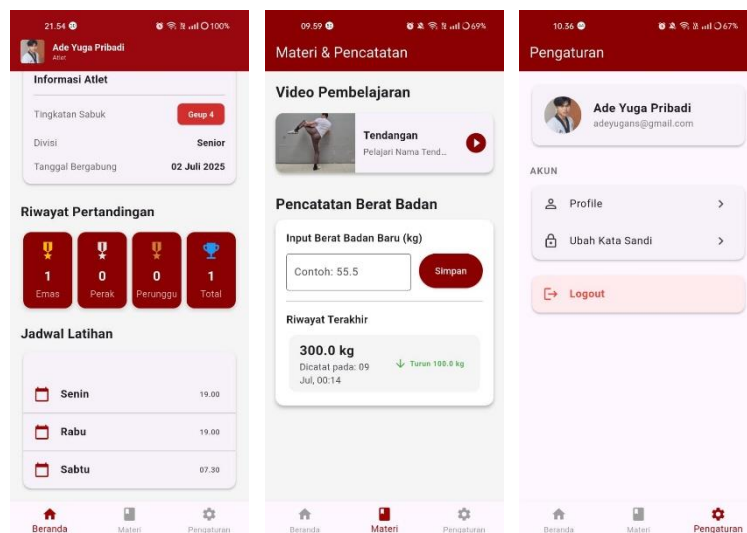 21.54
100%
Ade Yuga Pribadi
Atlet
Informasi Atlet
Tingkatan Sabuk
Geup 4
Divisi
Senior
Tanggal Bergabung
02 Juli 2025
Riwayat Pertandingan
1
0
0
1
Emas
Perak
Perunggu
Total
Jadwal Latihan
Senin
19.00
Rabu
19.00
Sabtu
07.30
Beranda
Materi
Pengaturan
09.59
69%
Materi & Pencatatan
Video Pembelajaran
Tendangan
Pelajari Nama Tend...
Pencatatan Berat Badan
Input Berat Badan Baru (kg)
Contoh: 55.5
Simpan
Riwayat Terakhir
300.0 kg
Dicatat pada: 09
Jul, 00:14
Turun 100.0 kg
Beranda
Materi
Pengaturan
10.36
67%
Pengaturan
Ade Yuga Pribadi
adeyugans@gmail.com
AKUN
Profile
Ubah Kata Sandi
Logout
Beranda
Materi
Pengaturan